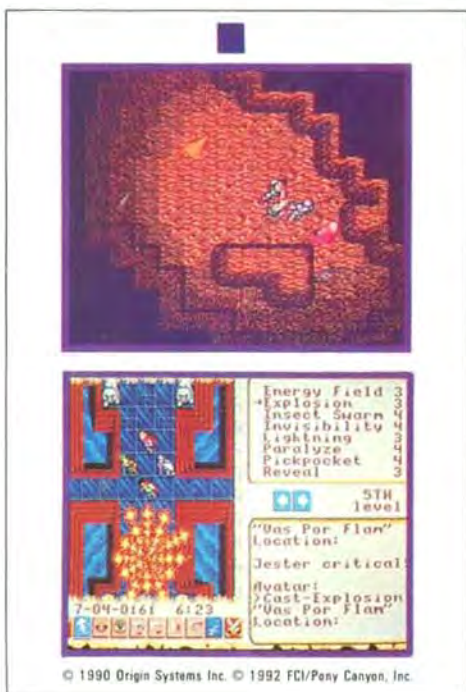 Energy Field 3
→Explosion 3
Insect Swarm 4
Invisibility 4
Lightning 3
Paralyze 4
Pickpocket 4
Reveal 3
5TH
level
"Vas Por Flam"
Location:
Jester critical!
Avatar:
>Cast-Explosion
"Vas Por Flam"
Location:
7-04-0161 6:23
© 1990 Origin Systems Inc. © 1992 FCI/Pony Canyon, Inc.